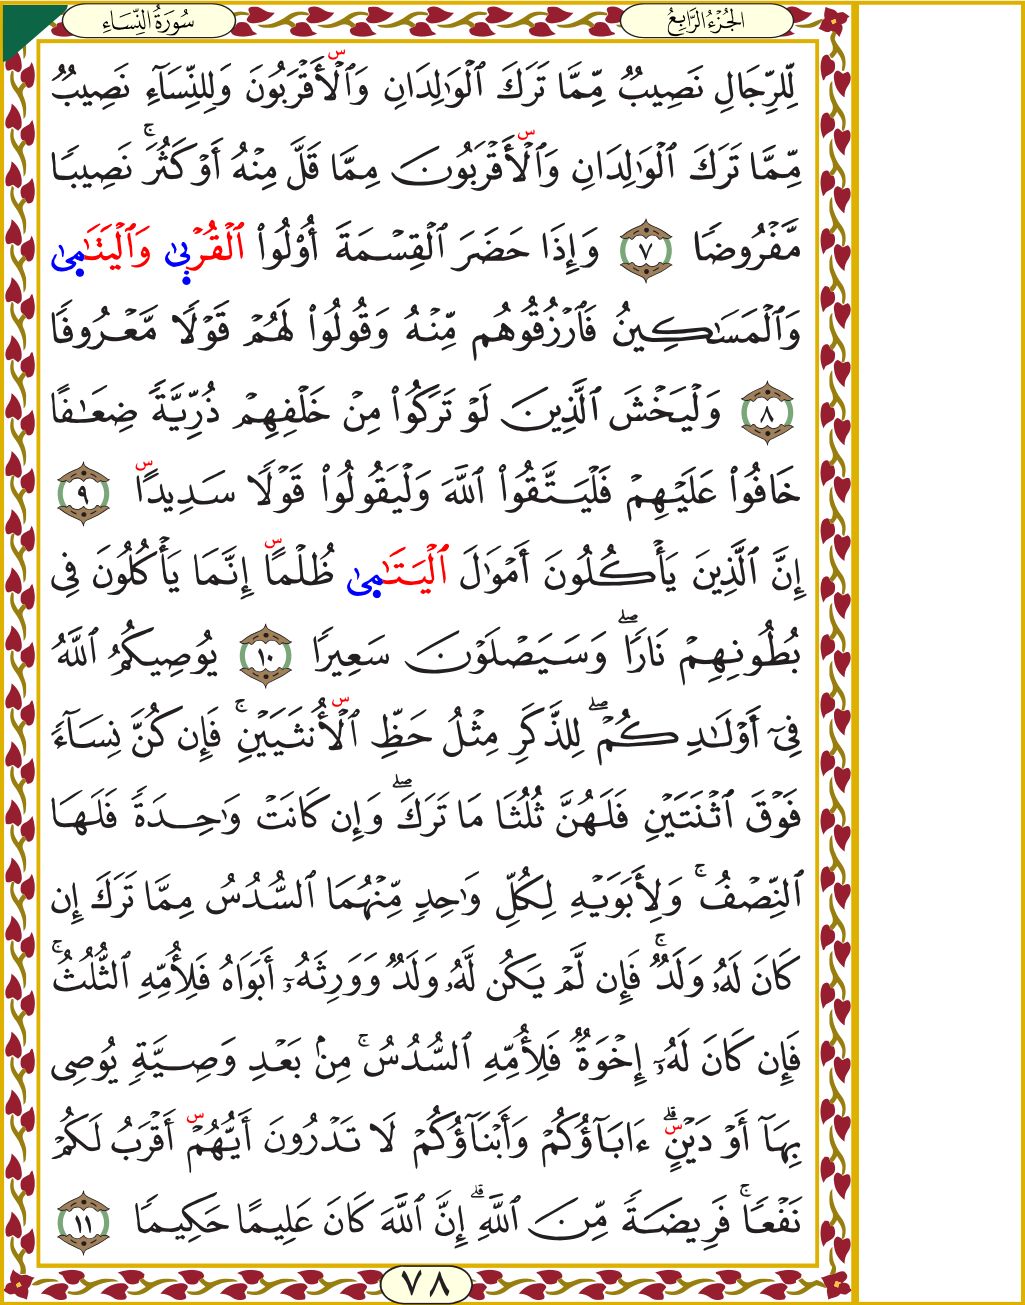 سُورَةُ النِّسَاءِ
الجُزْءُ الرَّابِعُ
لِّلرِّجَالِ نَصِيبٌ مِّمَّا تَرَكَ ٱلْوَٰلِدَانِ وَٱلْأَقْرَبُونَ وَلِلنِّسَآءِ نَصِيبٌ
مِّمَّا تَرَكَ ٱلْوَٰلِدَانِ وَٱلْأَقْرَبُونَ مِمَّا قَلَّ مِنْهُ أَوْ كَثُرَ ۚ نَصِيبًا
مَّفْرُوضًا ٧ وَإِذَا حَضَرَ ٱلْقِسْمَةَ أُو۟لُوا۟ ٱلْقُرْبَىٰ وَٱلْيَتَـٰمَىٰ
وَٱلْمَسَـٰكِينُ فَٱرْزُقُوهُم مِّنْهُ وَقُولُوا۟ لَهُمْ قَوْلًا مَّعْرُوفًا
٨ وَلْيَخْشَ ٱلَّذِينَ لَوْ تَرَكُوا۟ مِنْ خَلْفِهِمْ ذُرِّيَّةً ضِعَـٰفًا
خَافُوا۟ عَلَيْهِمْ فَلْيَتَّقُوا۟ ٱللَّهَ وَلْيَقُولُوا۟ قَوْلًا سَدِيدًا ٩
إِنَّ ٱلَّذِينَ يَأْكُلُونَ أَمْوَٰلَ ٱلْيَتَـٰمَىٰ ظُلْمًا إِنَّمَا يَأْكُلُونَ فِى
بُطُونِهِمْ نَارًا ۖ وَسَيَصْلَوْنَ سَعِيرًا ١٠ يُوصِيكُمُ ٱللَّهُ
فِىٓ أَوْلَـٰدِكُمْ ۖ لِلذَّكَرِ مِثْلُ حَظِّ ٱلْأُنثَيَيْنِ ۚ فَإِن كُنَّ نِسَآءً
فَوْقَ ٱثْنَتَيْنِ فَلَهُنَّ ثُلُثَا مَا تَرَكَ ۖ وَإِن كَانَتْ وَٰحِدَةً فَلَهَا
ٱلنِّصْفُ ۚ وَلِأَبَوَيْهِ لِكُلِّ وَٰحِدٍ مِّنْهُمَا ٱلسُّدُسُ مِمَّا تَرَكَ إِن
كَانَ لَهُۥ وَلَدٌ ۚ فَإِن لَّمْ يَكُن لَّهُۥ وَلَدٌ وَوَرِثَهُۥٓ أَبَوَاهُ فَلِأُمِّهِ ٱلثُّلُثُ ۚ
فَإِن كَانَ لَهُۥٓ إِخْوَةٌ فَلِأُمِّهِ ٱلسُّدُسُ ۚ مِنۢ بَعْدِ وَصِيَّةٍ يُوصِى
بِهَآ أَوْ دَيْنٍ ۗ ءَابَآؤُكُمْ وَأَبْنَآؤُكُمْ لَا تَدْرُونَ أَيُّهُمْ أَقْرَبُ لَكُمْ
نَفْعًا ۚ فَرِيضَةً مِّنَ ٱللَّهِ ۗ إِنَّ ٱللَّهَ كَانَ عَلِيمًا حَكِيمًا ١١
٧٨